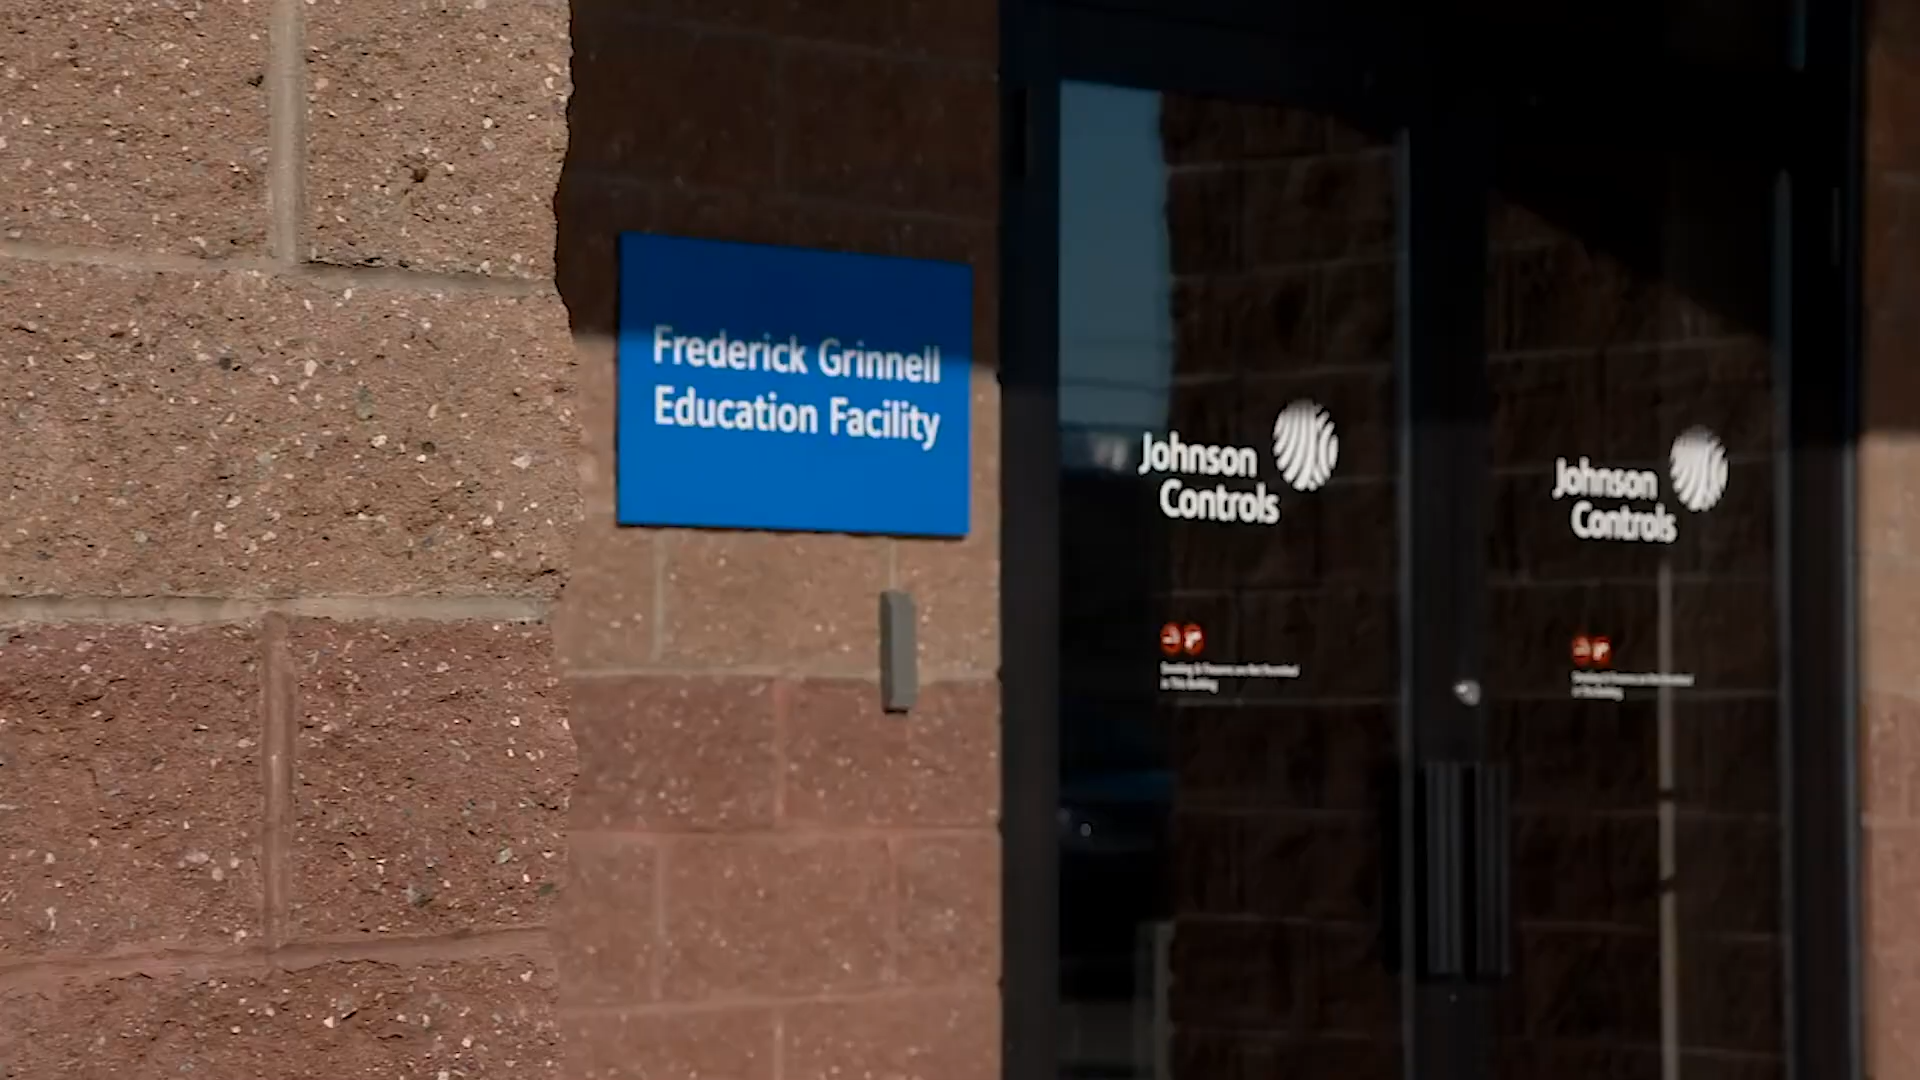 Frederick Grinnell
Education Facility
Johnson
Controls
Johnson
Controls